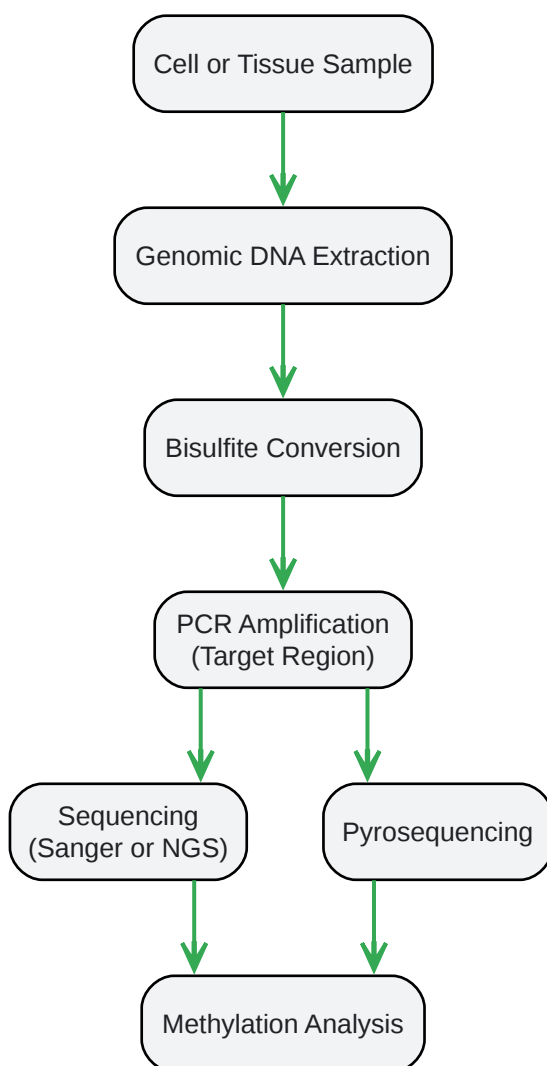 Cell or Tissue Sample
Genomic DNA Extraction
Bisulfite Conversion
PCR Amplification
(Target Region)
Sequencing
(Sanger or NGS)
Pyrosequencing
Methylation Analysis